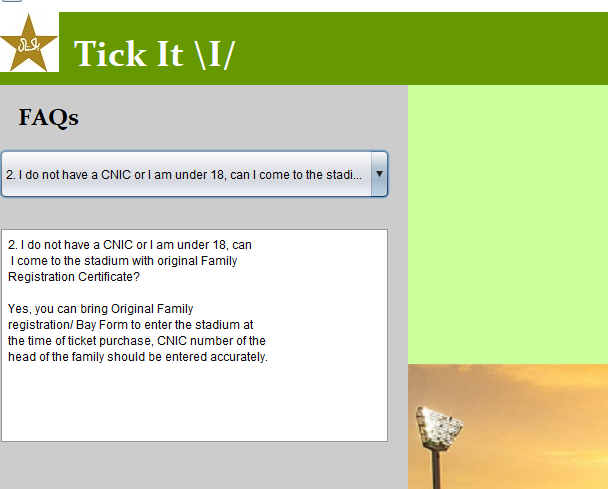 Tick It \I/
FAQs
2. I do not have a CNIC or I am under 18, can I come to the stadi...
2. I do not have a CNIC or I am under 18, can
I come to the stadium with original Family
Registration Certificate?
Yes, you can bring Original Family
registration/ Bay Form to enter the stadium at
the time of ticket purchase, CNIC number of the
head of the family should be entered accurately.